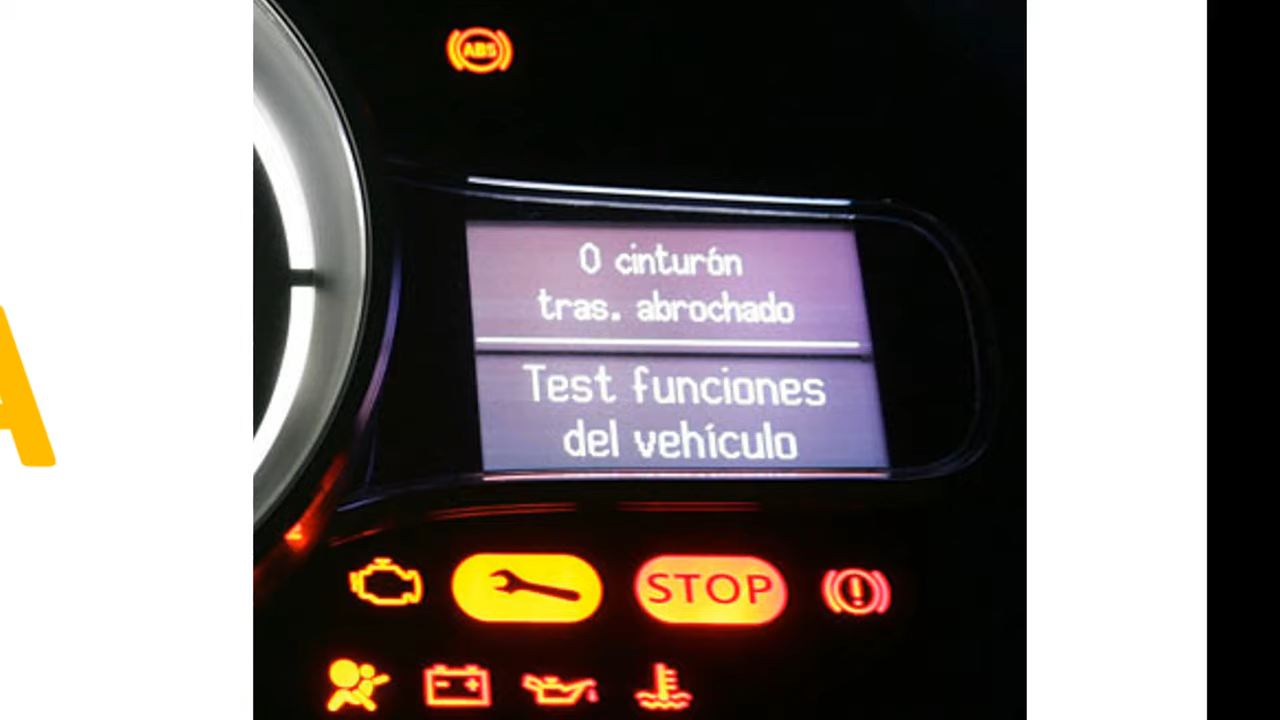 ABS
0 cinturón
tras. abrochado
Test funciones
del vehículo
STOP
A